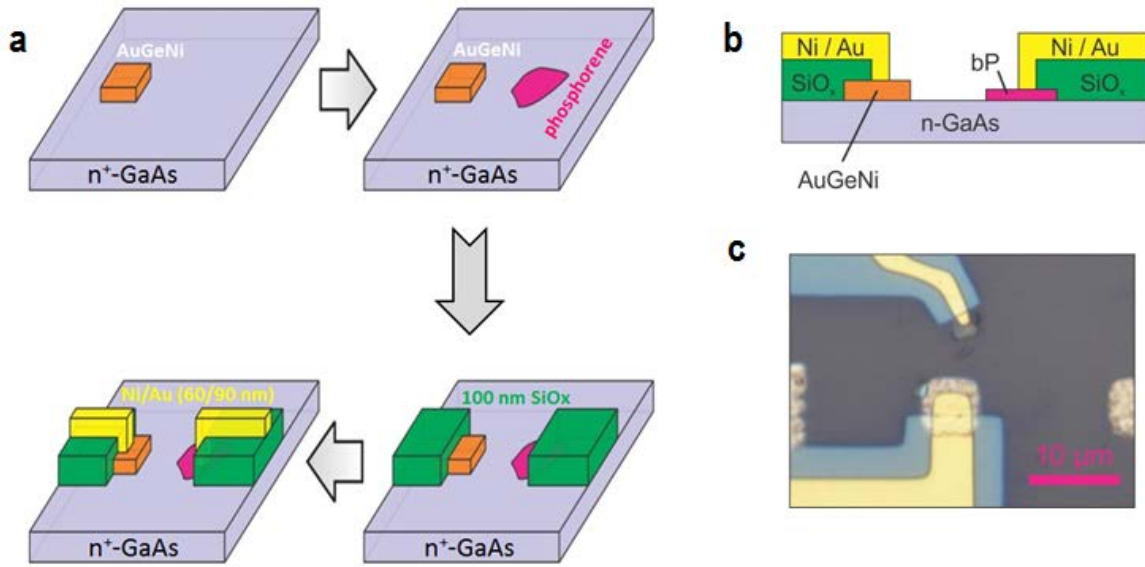 a
AuGeNi
n⁺-GaAs
AuGeNi
phosphorene
n⁺-GaAs
Ni/Au (60/90 nm)
n⁺-GaAs
100 nm SiOx
n⁺-GaAs
b
Ni / Au
SiOₓ
bP
Ni / Au
SiOₓ
n-GaAs
AuGeNi
c
10 µm